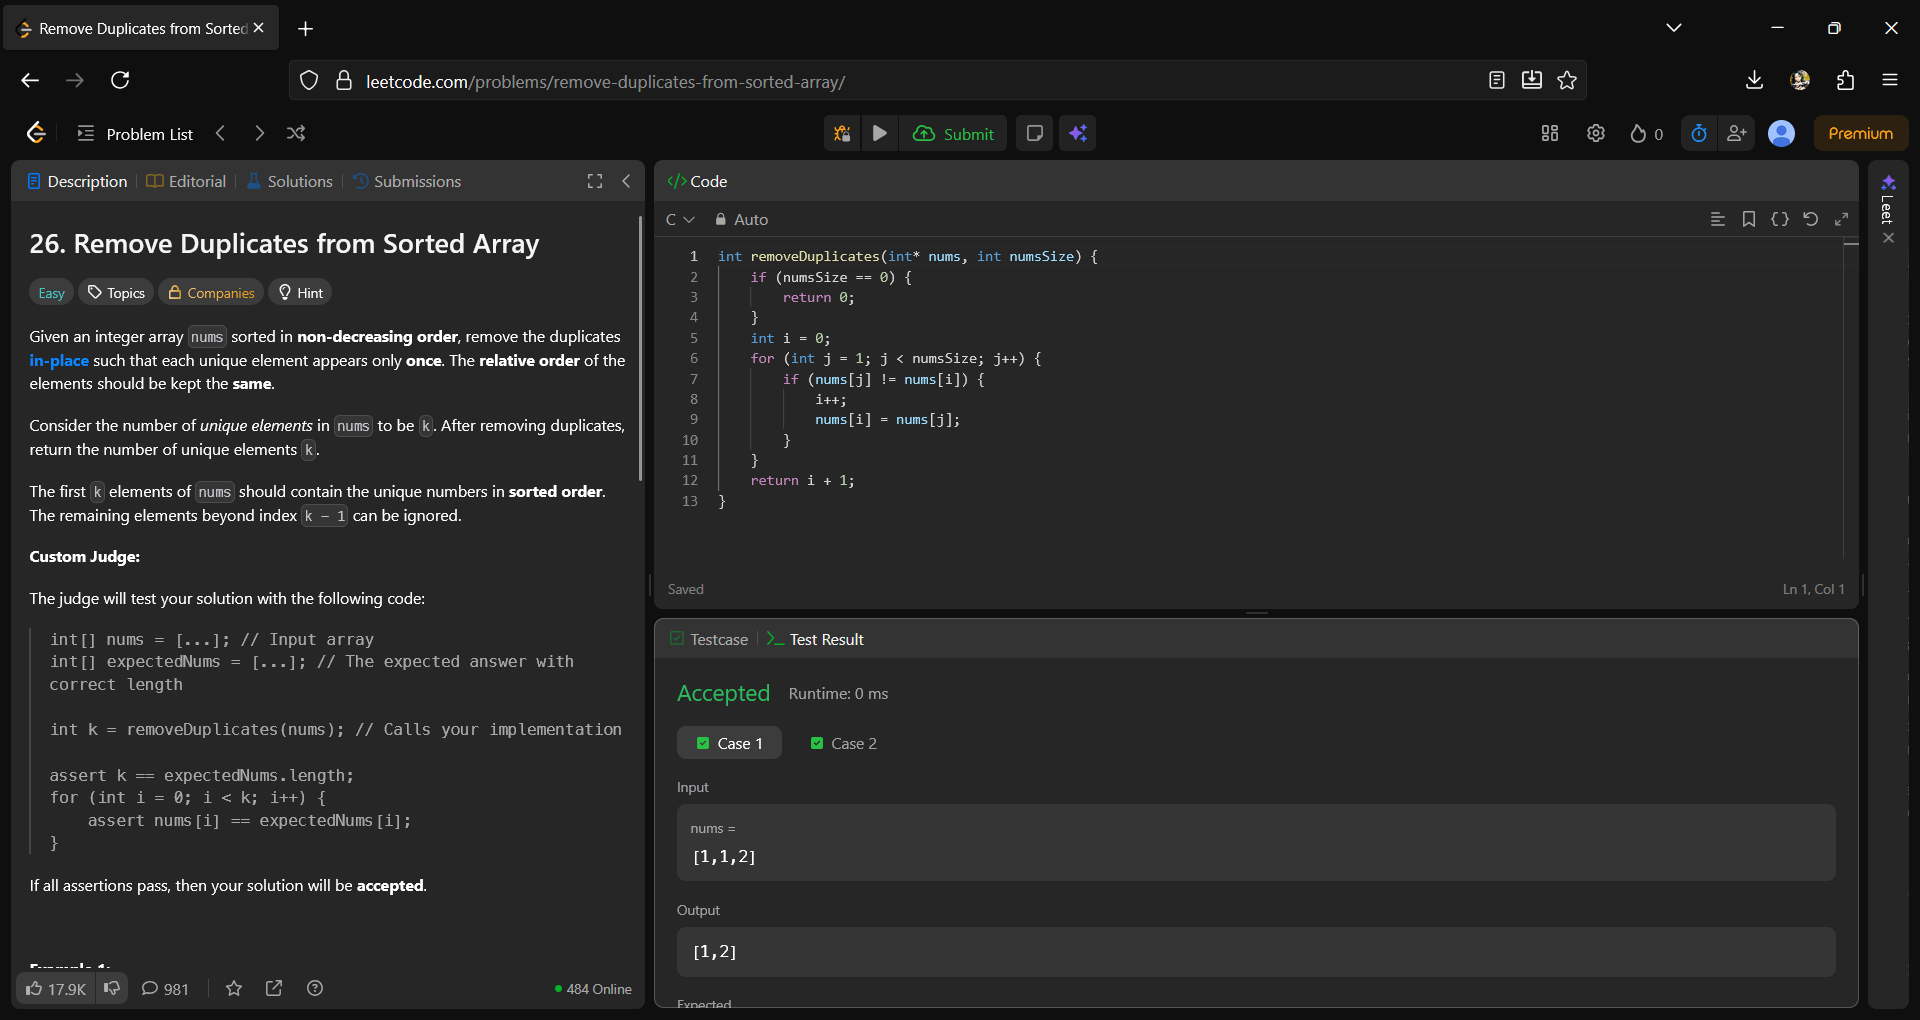 Remove Duplicates from Sorted
leetcode.com/problems/remove-duplicates-from-sorted-array/
Problem List
Submit
0
Premium
Description
Editorial
Solutions
Submissions
26. Remove Duplicates from Sorted Array
Easy
Topics
Companies
Hint
Given an integer array nums sorted in non-decreasing order, remove the duplicates
in-place such that each unique element appears only once. The relative order of the
elements should be kept the same.
Consider the number of unique elements in nums to be k. After removing duplicates,
return the number of unique elements k.
The first k elements of nums should contain the unique numbers in sorted order.
The remaining elements beyond index k - 1 can be ignored.
Custom Judge:
The judge will test your solution with the following code:
int[] nums = [...]; // Input array
int[] expectedNums = [...]; // The expected answer with
correct length
int k = removeDuplicates(nums); // Calls your implementation
assert k == expectedNums.length;
for (int i = 0; i < k; i++) {
    assert nums[i] == expectedNums[i];
}
If all assertions pass, then your solution will be accepted.
Example 1:
17.9K
981
484 Online
Code
C
Auto
1 int removeDuplicates(int* nums, int numsSize) {
2     if (numsSize == 0) {
3         return 0;
4     }
5     int i = 0;
6     for (int j = 1; j < numsSize; j++) {
7         if (nums[j] != nums[i]) {
8             i++;
9             nums[i] = nums[j];
10         }
11     }
12     return i + 1;
13 }
Saved
Ln 1, Col 1
Testcase
Test Result
Accepted
Runtime: 0 ms
Case 1
Case 2
Input
nums =
[1,1,2]
Output
[1,2]
Expected
Leet